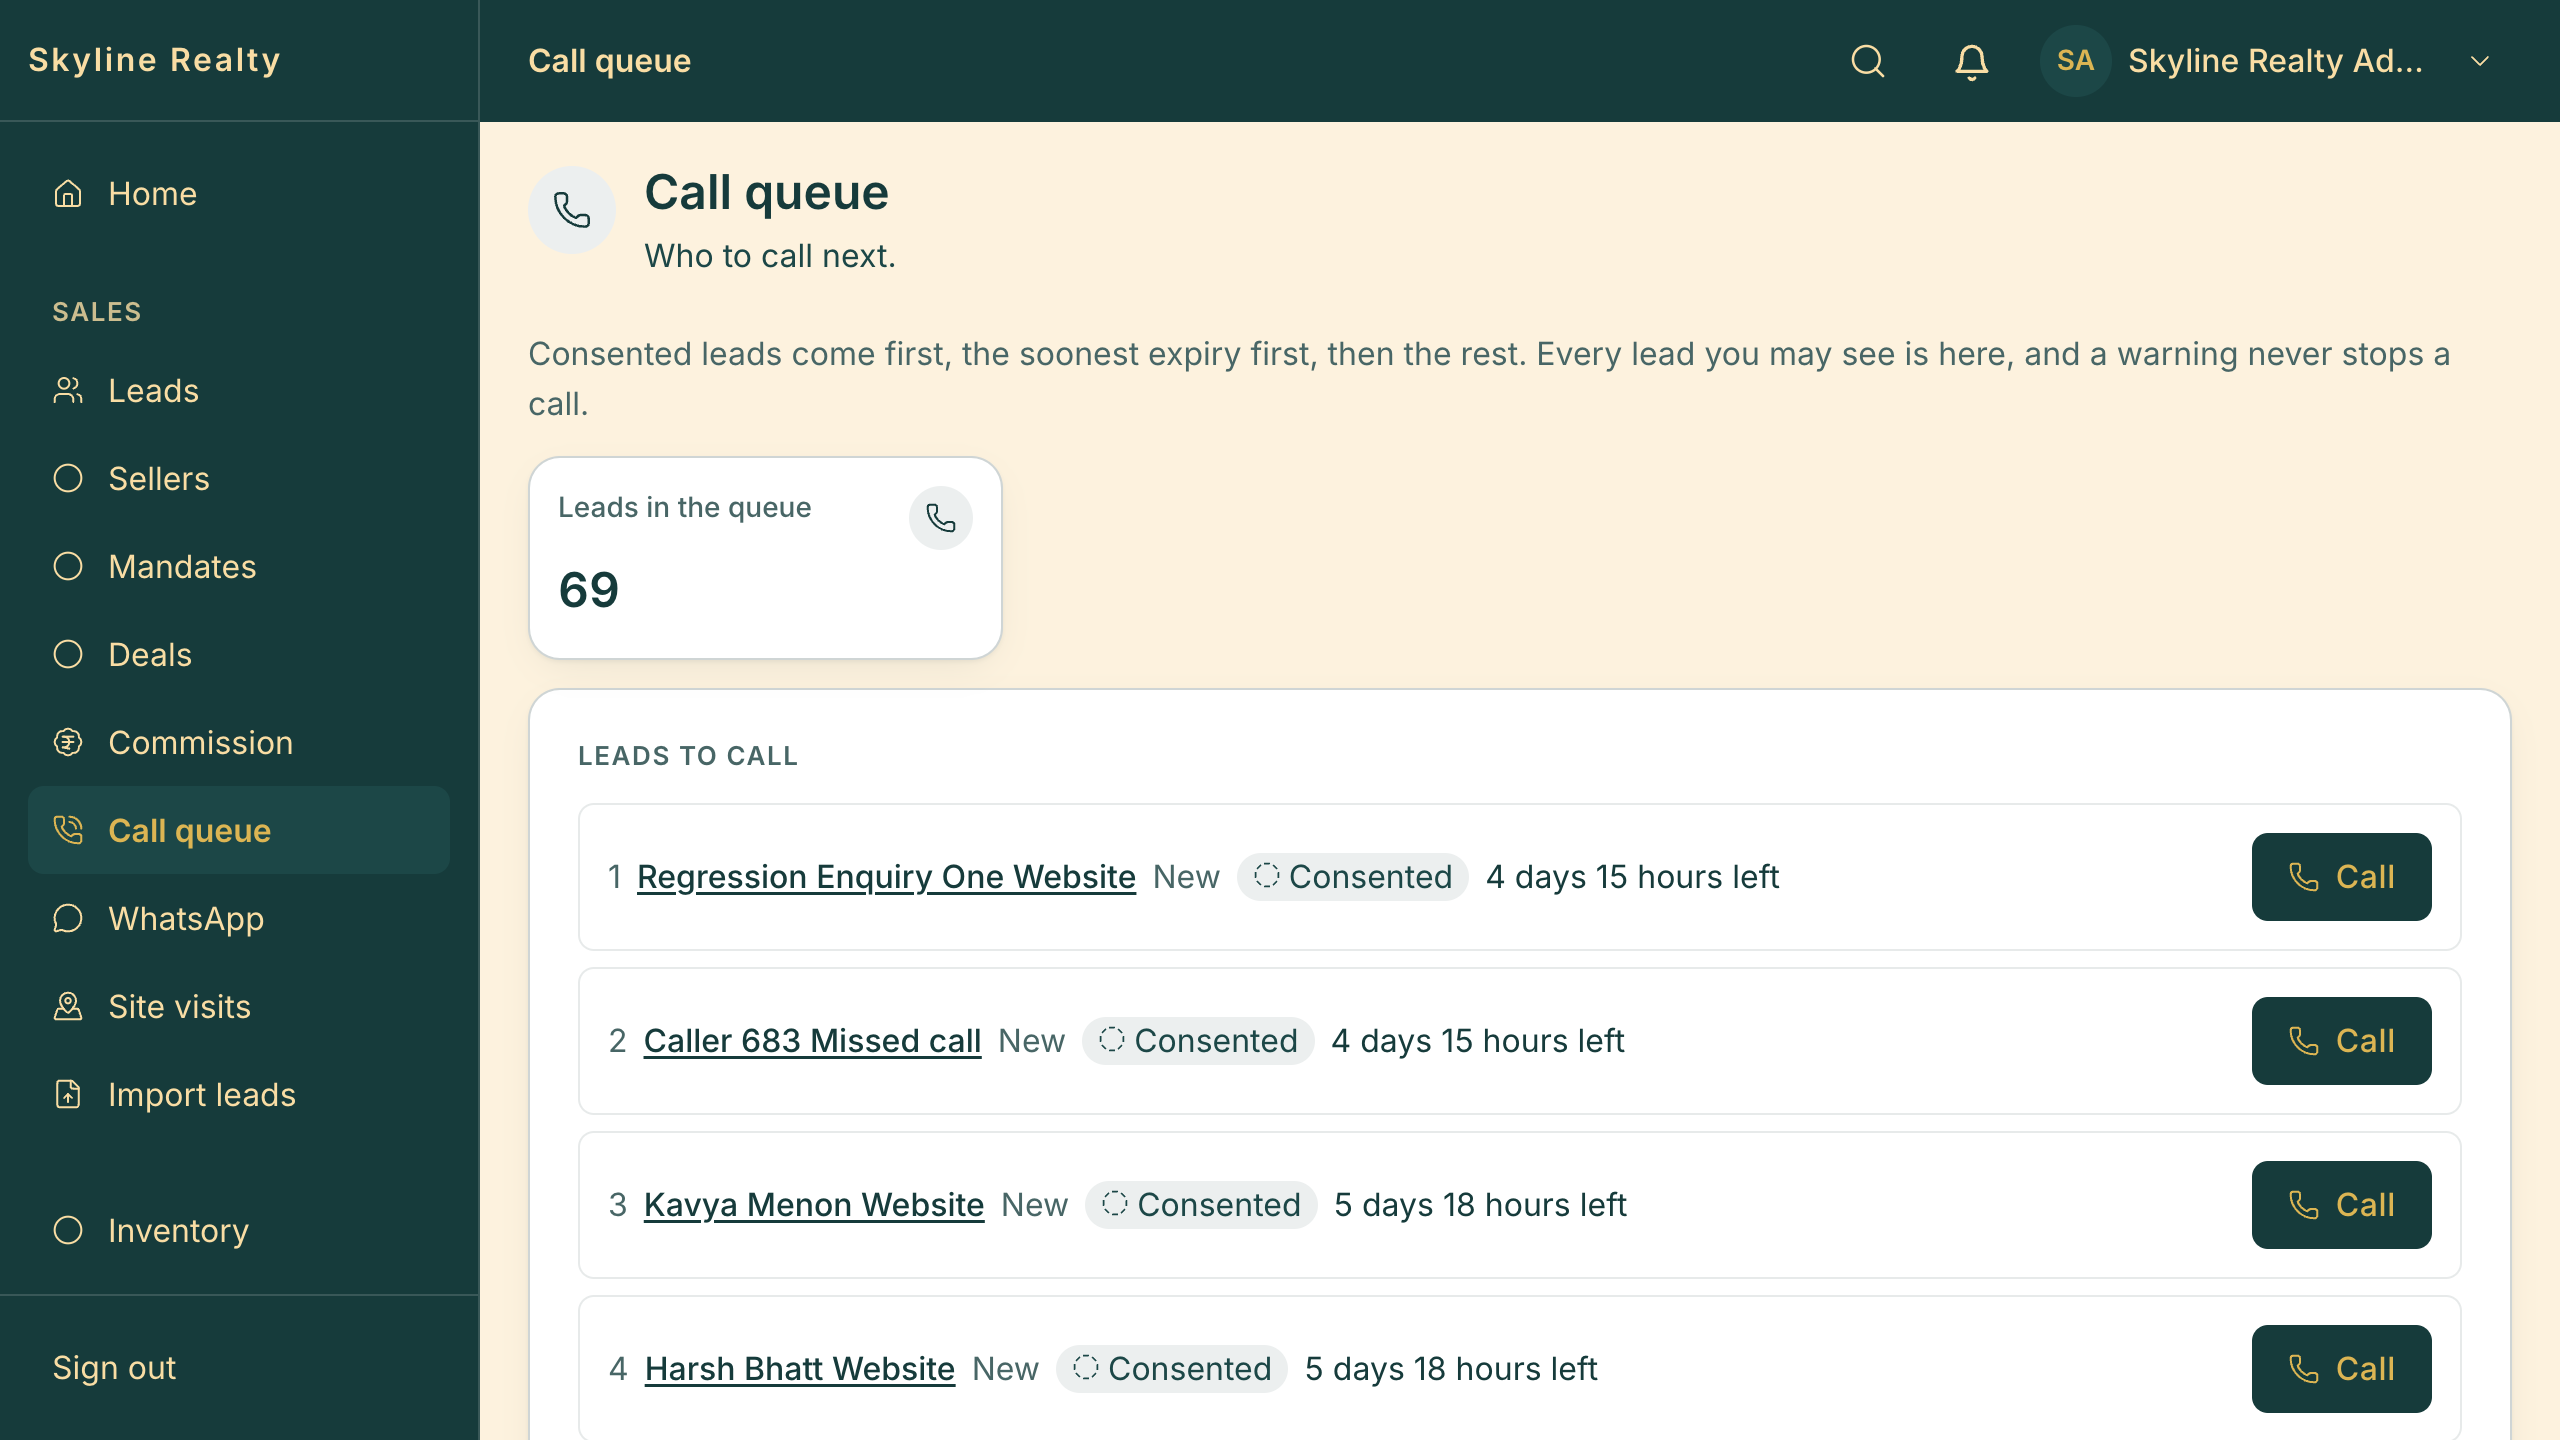 Skyline Realty
Call queue
SA
Skyline Realty Ad...
Home
SALES
Leads
Sellers
Mandates
Deals
Commission
Call queue
WhatsApp
Site visits
Import leads
Inventory
Sign out
Call queue
Who to call next.
Consented leads come first, the soonest expiry first, then the rest. Every lead you may see is here, and a warning never stops a
call.
Leads in the queue
69
LEADS TO CALL
1 Regression Enquiry One Website New Consented 4 days 15 hours left Call
2 Caller 683 Missed call New Consented 4 days 15 hours left Call
3 Kavya Menon Website New Consented 5 days 18 hours left Call
4 Harsh Bhatt Website New Consented 5 days 18 hours left Call